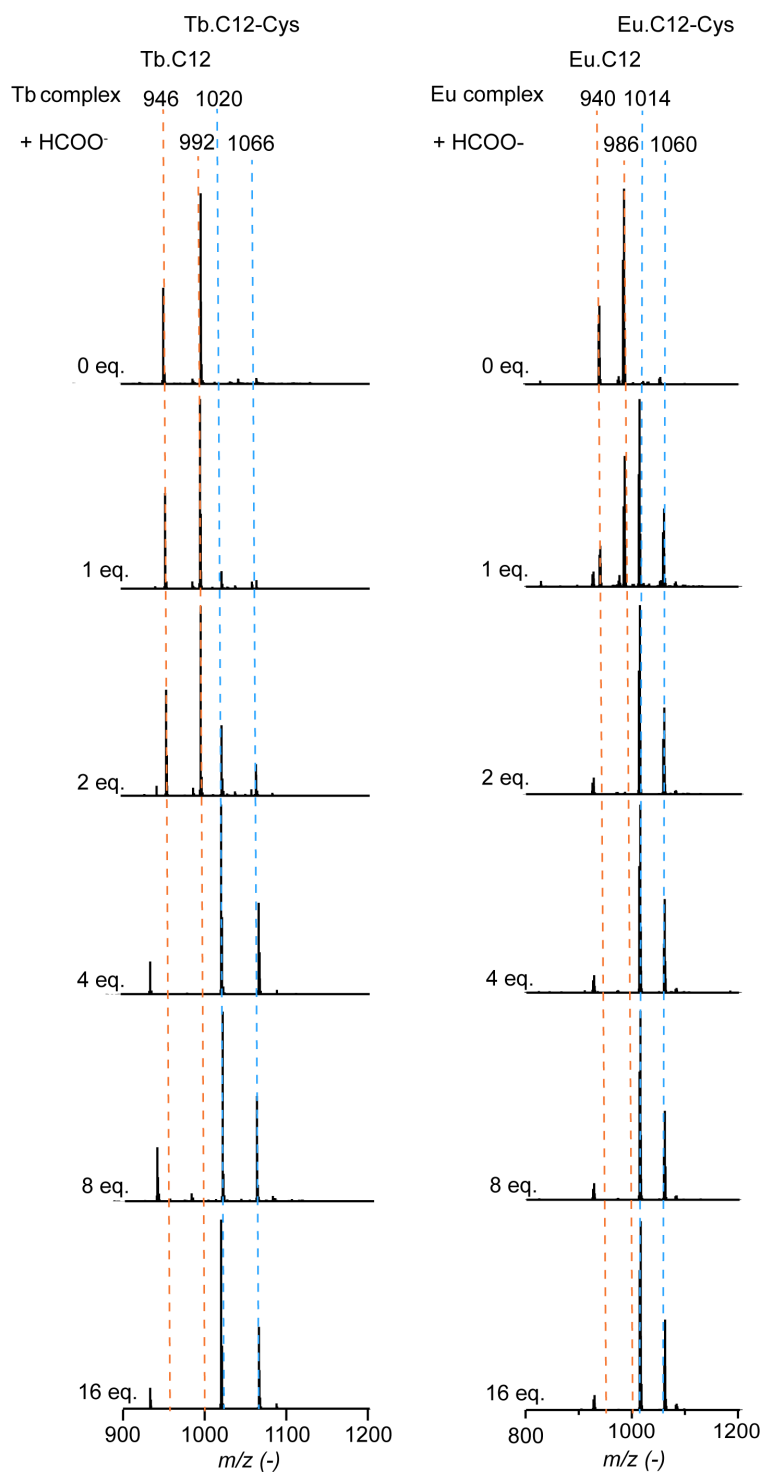 Tb.C12-Cys Eu.C12-Cys
Tb.C12 Eu.C12
Tb complex 946 1020 Eu complex 940 1014
+ HCOO⁻ 992 1066 + HCOO- 986 1060
0 eq. 0 eq.
1 eq. 1 eq.
2 eq. 2 eq.
4 eq. 4 eq.
8 eq. 8 eq.
16 eq. 16 eq.
900 1000 1100 1200 800 1000 1200
m/z (-) m/z (-)